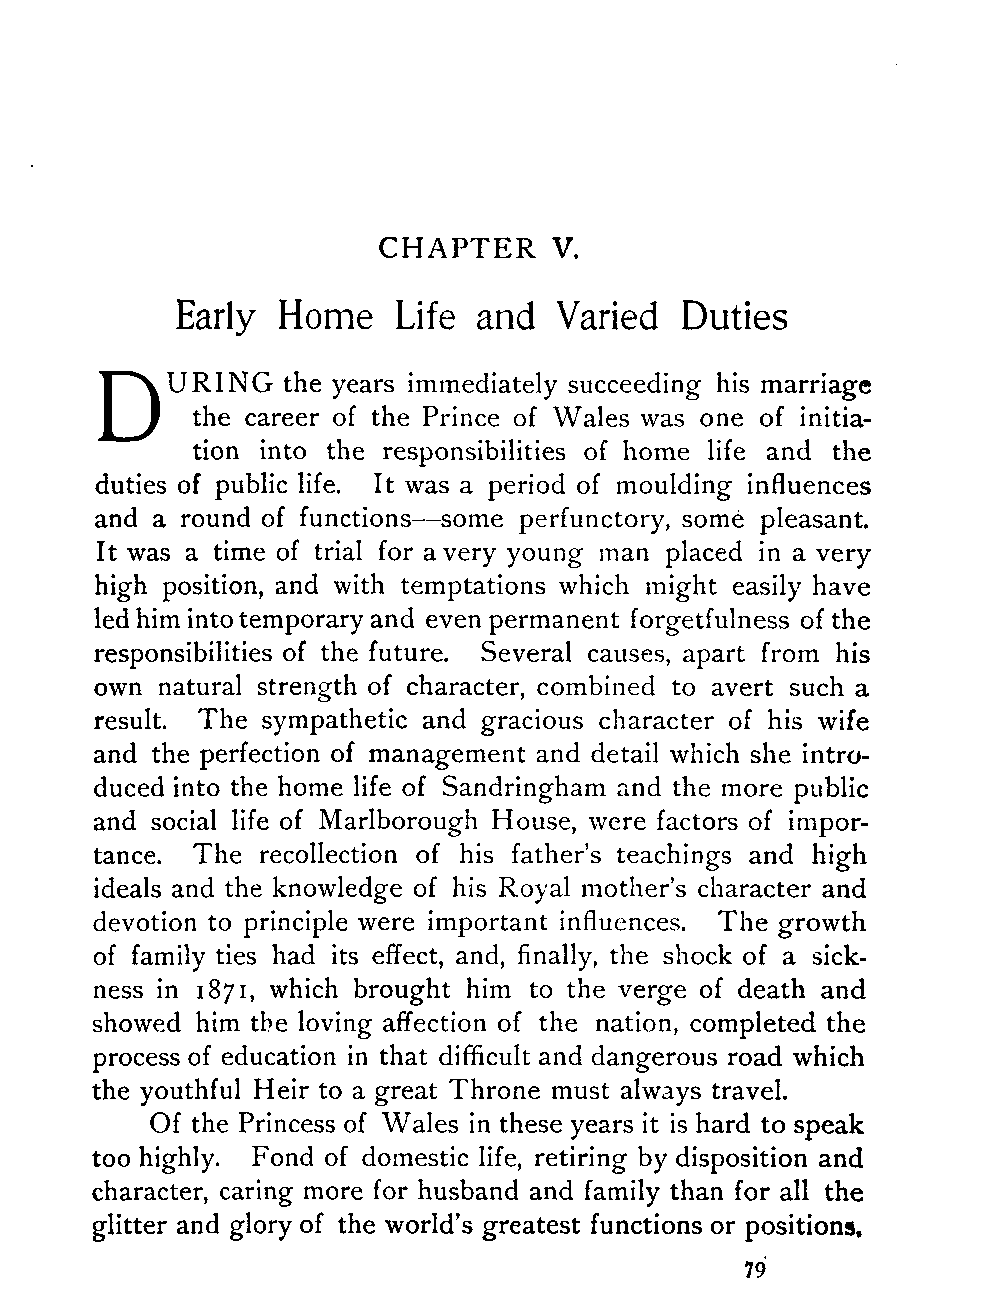 CHAPTER V.
Early Home Life and Varied Duties
DURING the years immediately succeeding his marriage
the career of the Prince of Wales was one of initia-
tion into the responsibilities of home life and the
duties of public life. It was a period of moulding influences
and a round of functions—some perfunctory, some pleasant.
It was a time of trial for a very young man placed in a very
high position, and with temptations which might easily have
led him into temporary and even permanent forgetfulness of the
responsibilities of the future. Several causes, apart from his
own natural strength of character, combined to avert such a
result. The sympathetic and gracious character of his wife
and the perfection of management and detail which she intro-
duced into the home life of Sandringham and the more public
and social life of Marlborough House, were factors of impor-
tance. The recollection of his father's teachings and high
ideals and the knowledge of his Royal mother's character and
devotion to principle were important influences. The growth
of family ties had its effect, and, finally, the shock of a sick-
ness in 1871, which brought him to the verge of death and
showed him the loving affection of the nation, completed the
process of education in that difficult and dangerous road which
the youthful Heir to a great Throne must always travel.
Of the Princess of Wales in these years it is hard to speak
too highly. Fond of domestic life, retiring by disposition and
character, caring more for husband and family than for all the
glitter and glory of the world's greatest functions or positions,
79